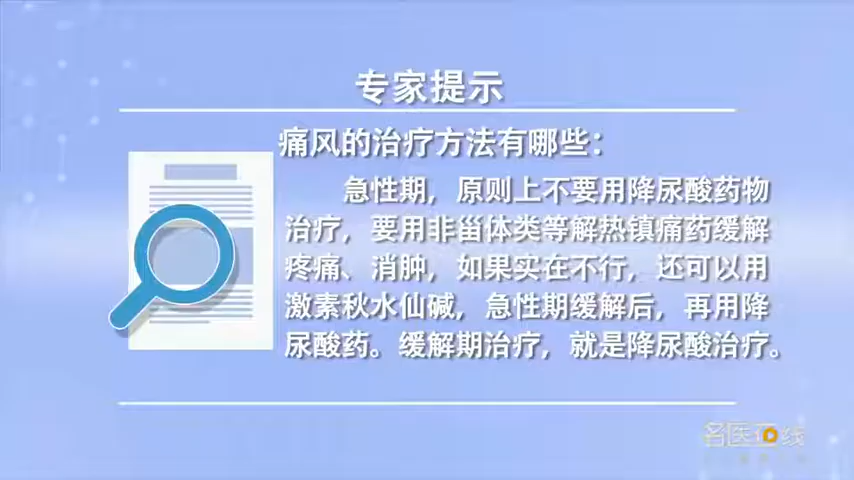 专家提示
痛风的治疗方法有哪些：
急性期，原则上不要用降尿酸药物
治疗，要用非甾体类等解热镇痛药缓解
疼痛、消肿，如果实在不行，还可以用
激素秋水仙碱，急性期缓解后，再用降
尿酸药。缓解期治疗，就是降尿酸治疗。
名医在线